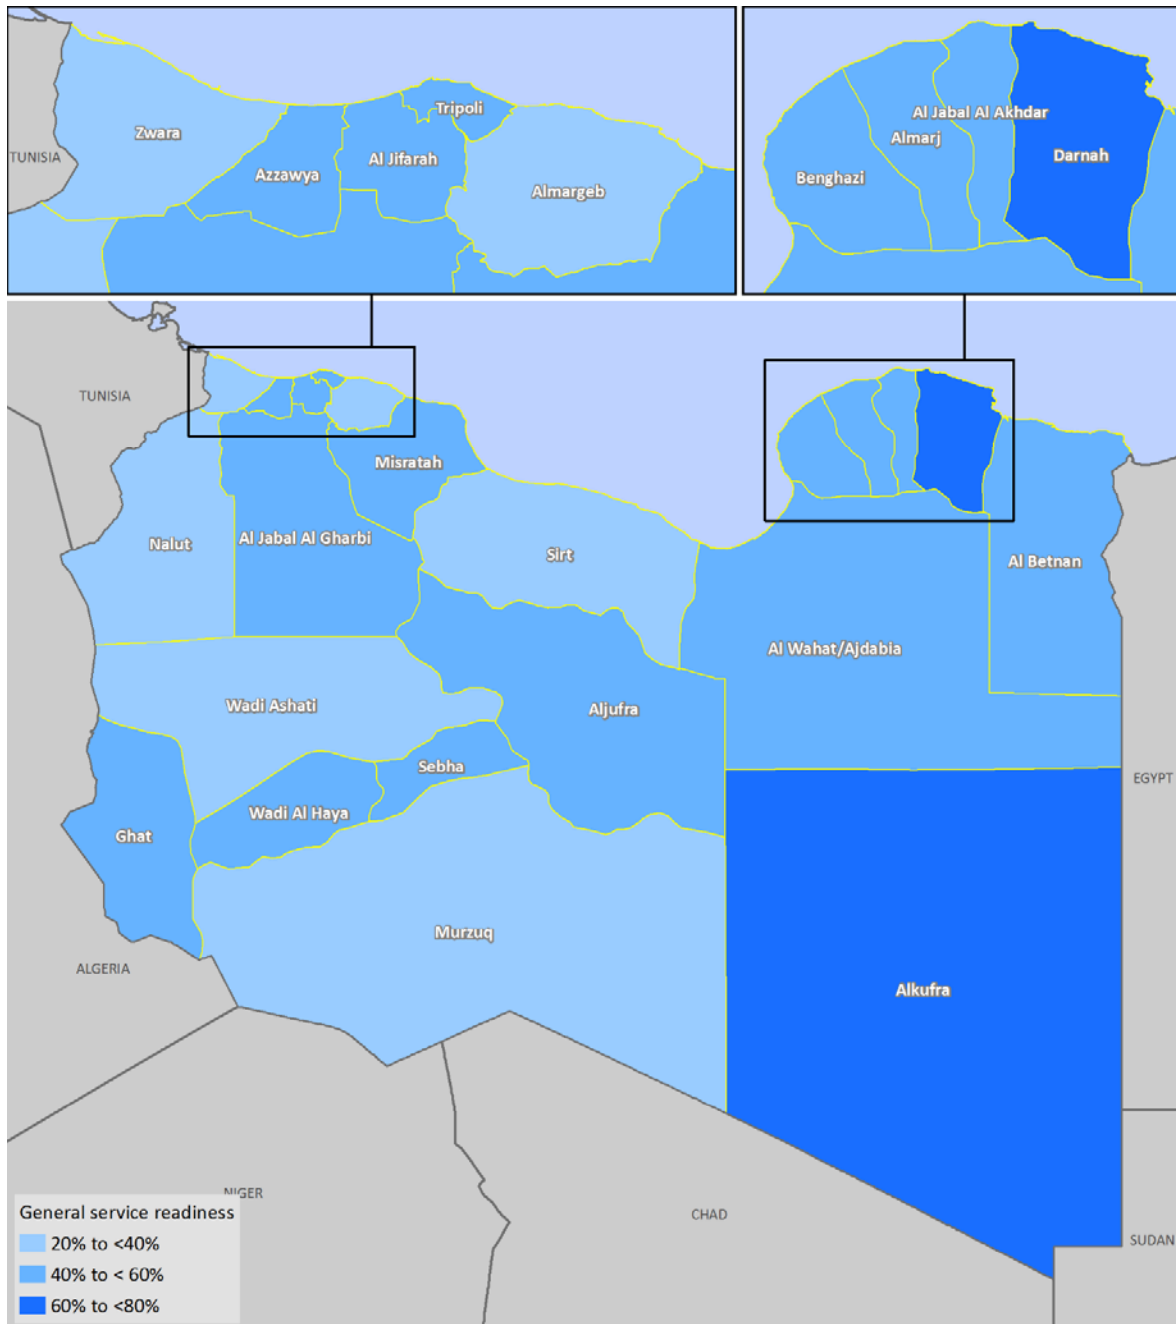 Tripoli
Zwara
Al Jifarah
TUNISIA
Azzawya
Almargeb
Al Jabal Al Akhdar
Almarj
Darnah
Benghazi
TUNISIA
Misratah
Nalut
Al Jabal Al Gharbi
Sirt
Al Betnan
Al Wahat/Ajdabia
Wadi Ashati
Aljufra
Sebha
EGYPT
Wadi Al Haya
Ghat
Murzuq
ALGERIA
Alkufra
NIGER
CHAD
SUDAN
General service readiness
20% to <40%
40% to < 60%
60% to <80%